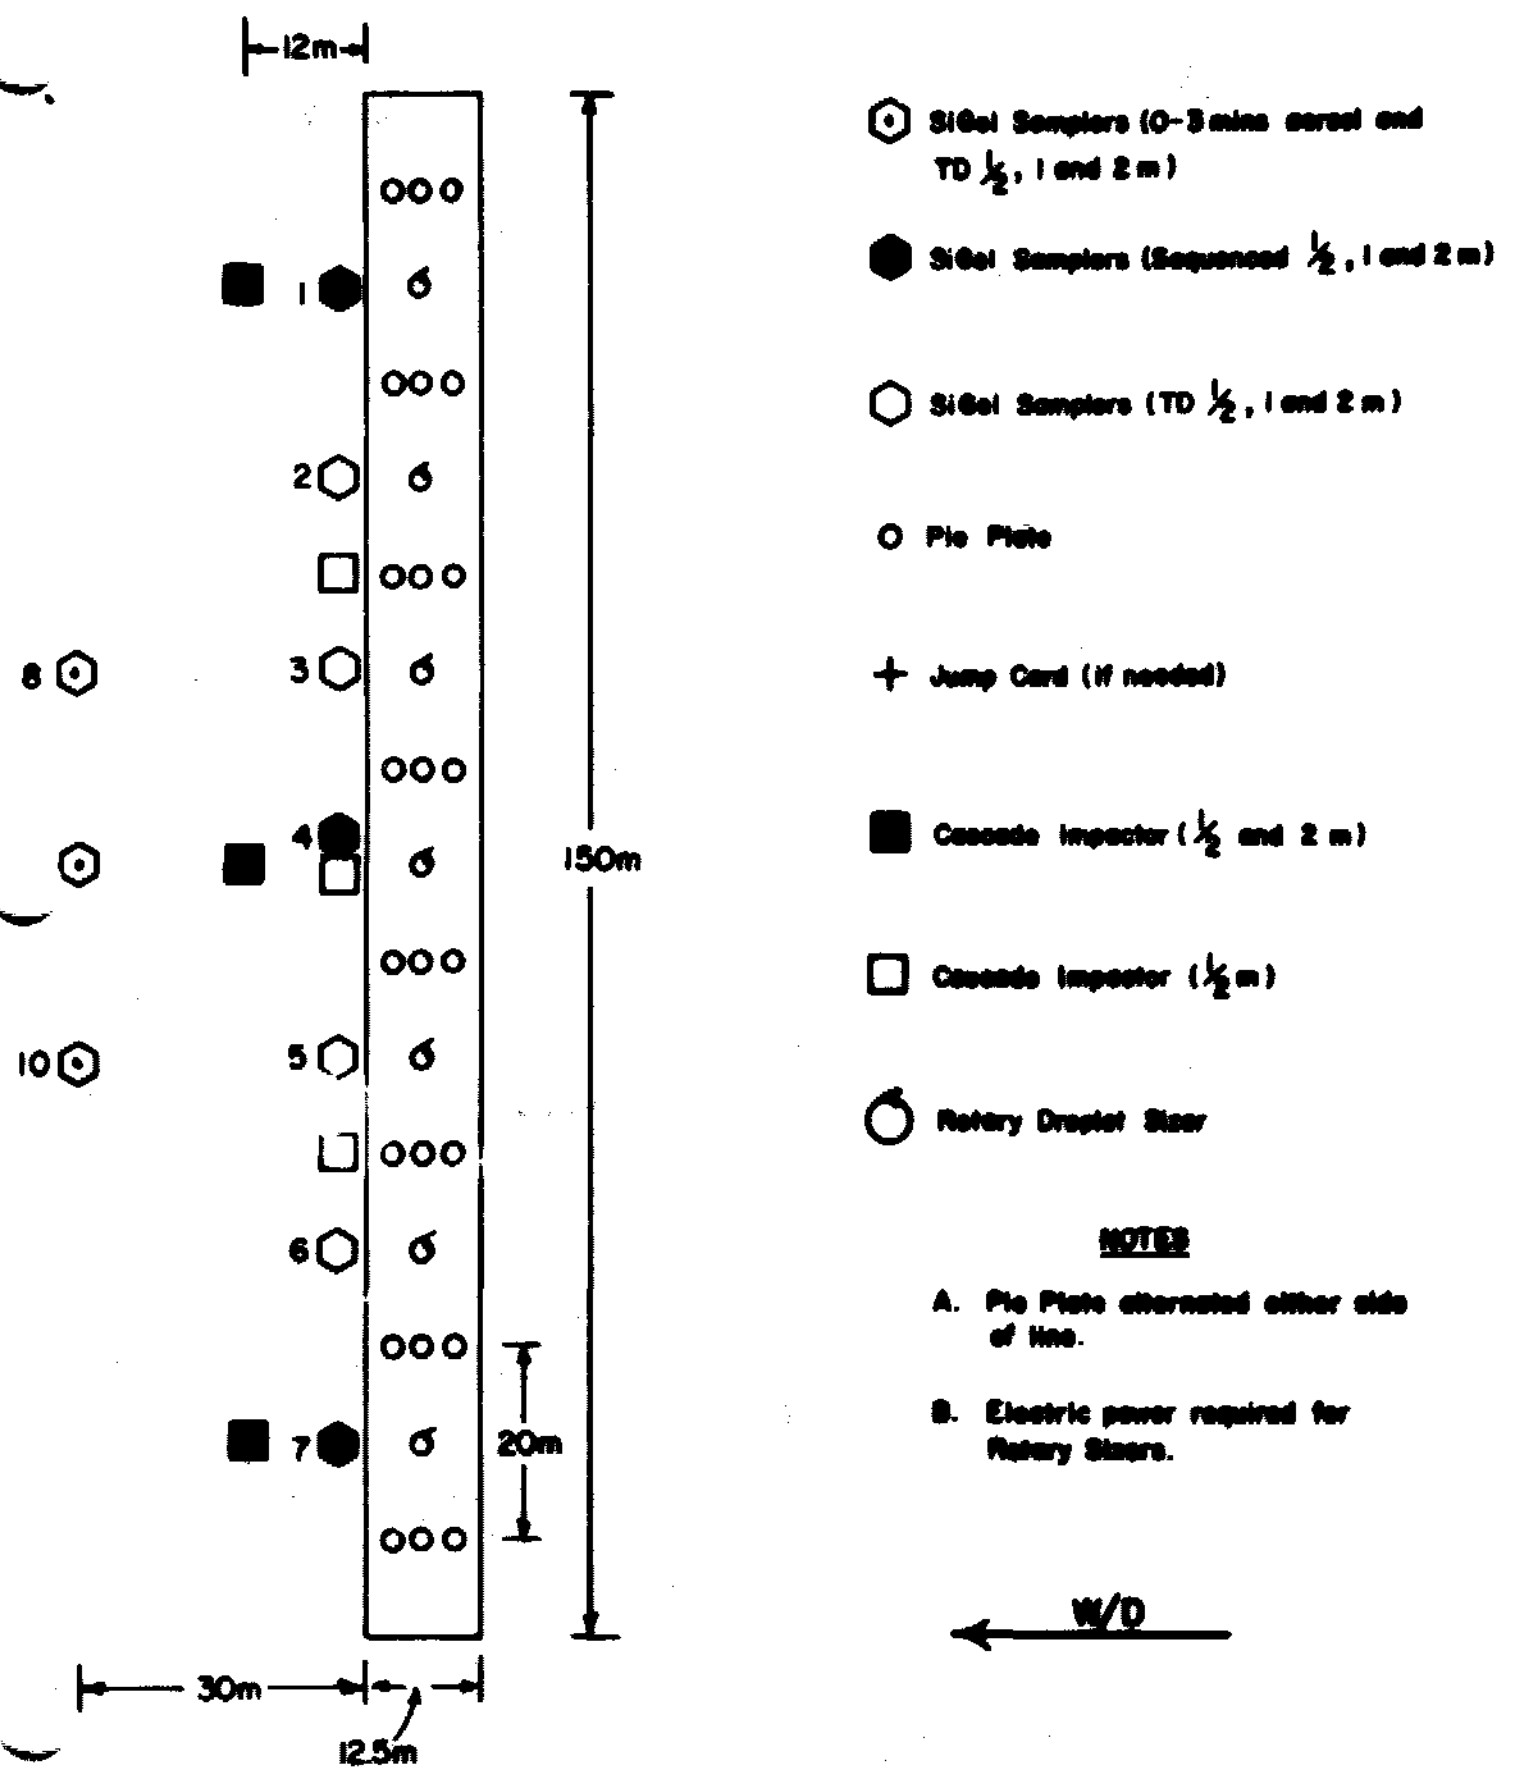 12m
SiGel Samplers (0-3 mins aerosol and
TD 1/2, 1 and 2 m)
1
SiGel Samplers (Sequenced 1/2, 1 and 2 m)
SiGel Samplers (TD 1/2, 1 and 2 m)
2
Pie Plate
8
3
Jump Card (if needed)
4
150m
Cascade Impactor (1/2 and 2 m)
Cascade Impactor (1/2 m)
10
5
Rotary Droplet Sizer
6
NOTES
A. Pie Plate alternated either side
of line.
B. Electric power required for
Rotary Sizers.
7
20m
W/D
30m
12.5m